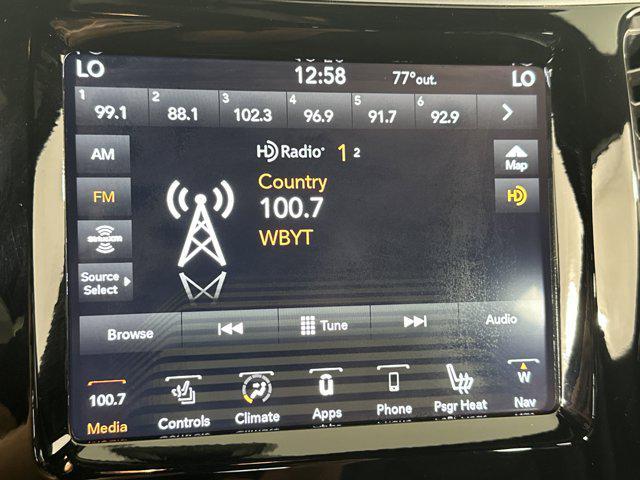 LO 12:58 77°out. LO
1 99.1 2 88.1 3 102.3 4 96.9 5 91.7 6 92.9
AM
HD Radio 1 2
Map
FM
Country
HD
100.7
SiriusXM
WBYT
Source
Select
Browse
Tune
Audio
100.7
W
Media Controls Climate Apps Phone Psgr Heat Nav